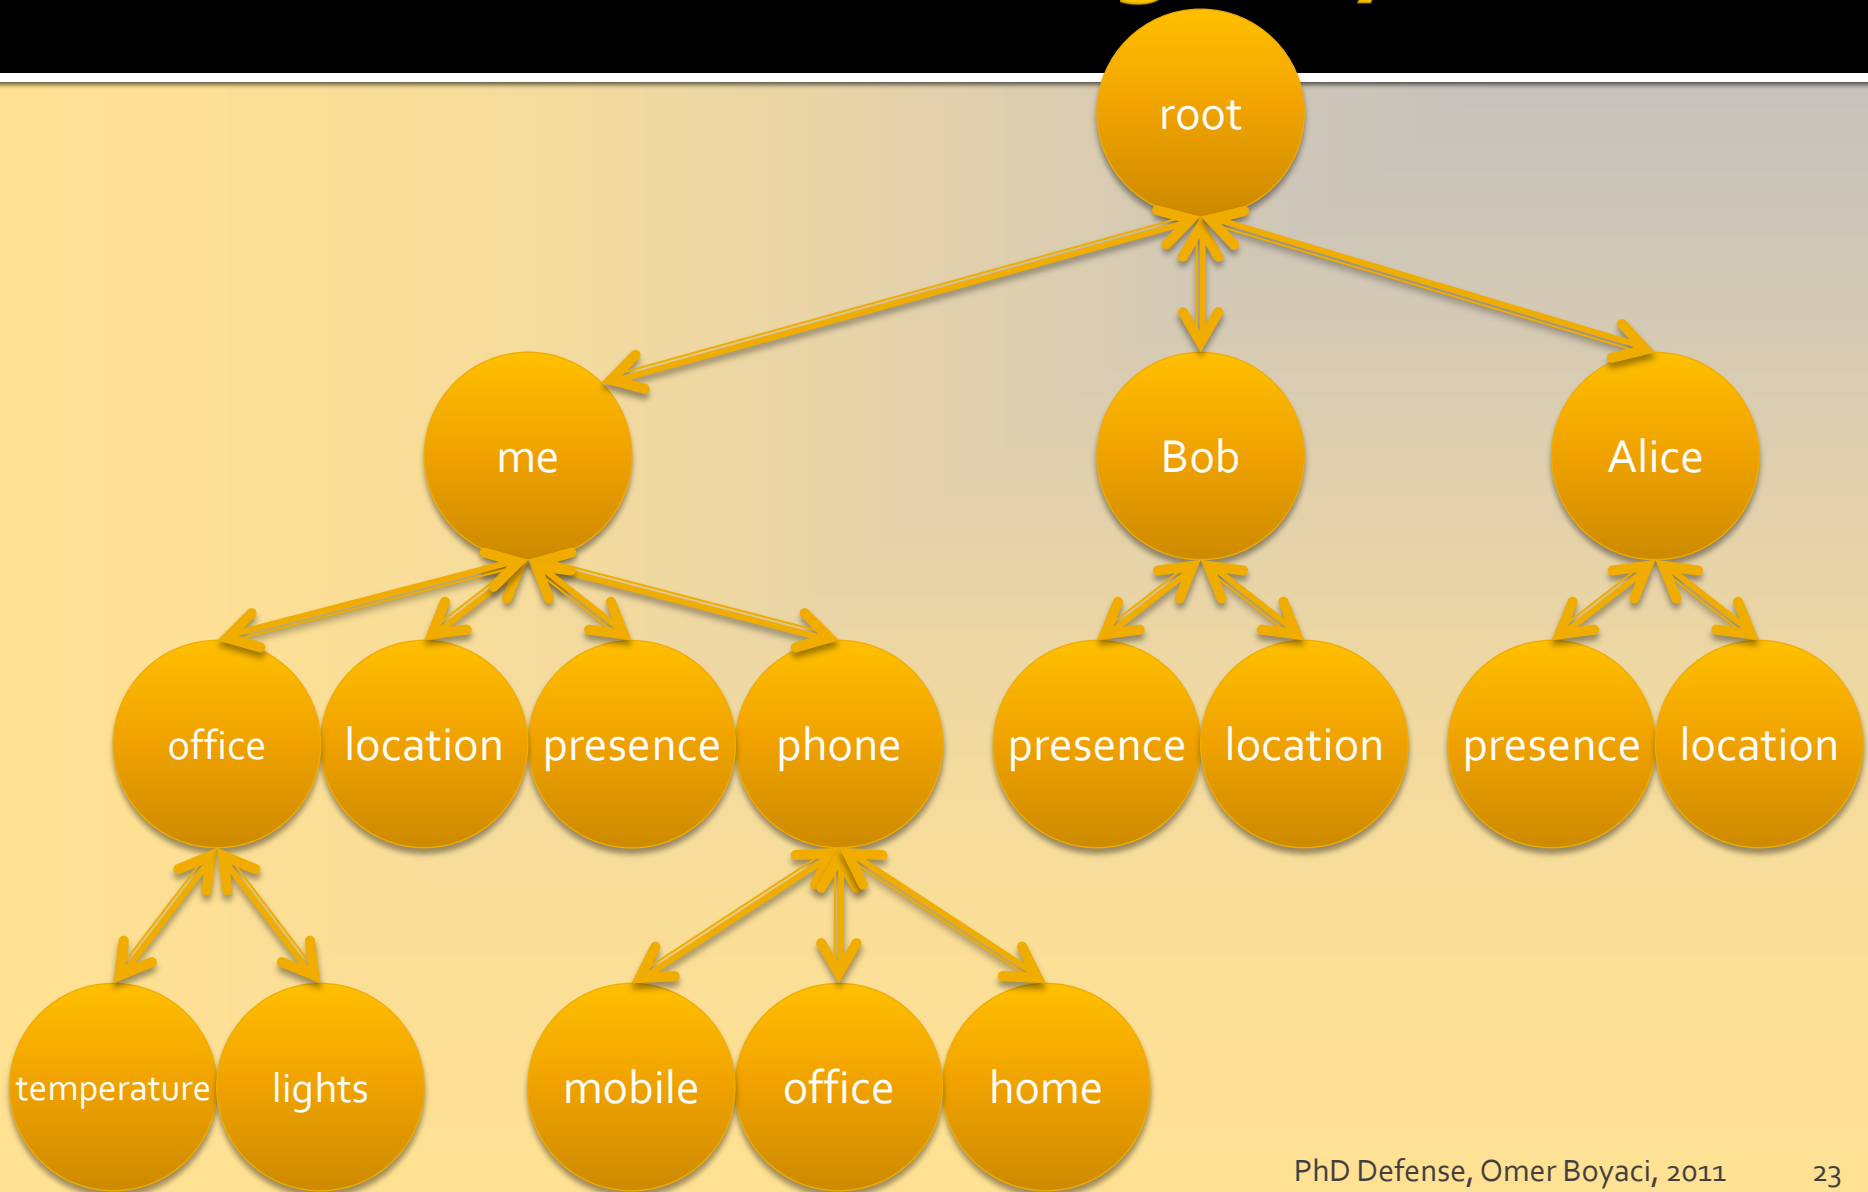 root
me
Bob
Alice
office
location
presence
phone
presence
location
presence
location
temperature
lights
mobile
office
home
PhD Defense, Omer Boyaci, 2011
23